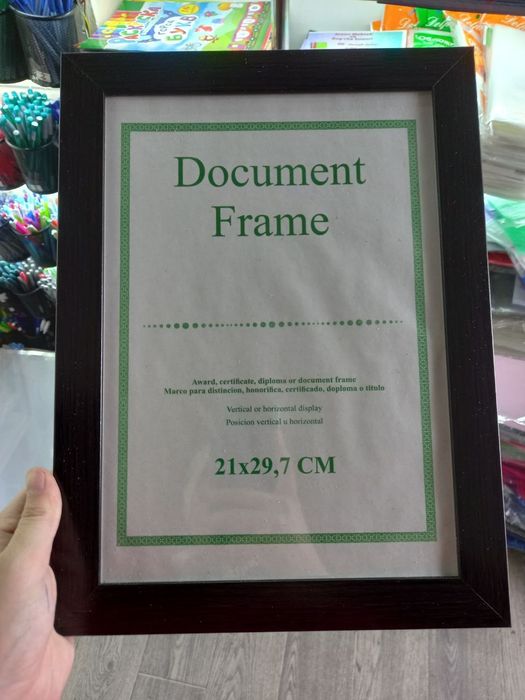 Document
Frame
Award, certificate, diploma or document frame
Marco para distincion, honorifica, certificado, doploma o titulo
Vertical or horizontal display
Posicion vertical u horizontal
21x29,7 CM